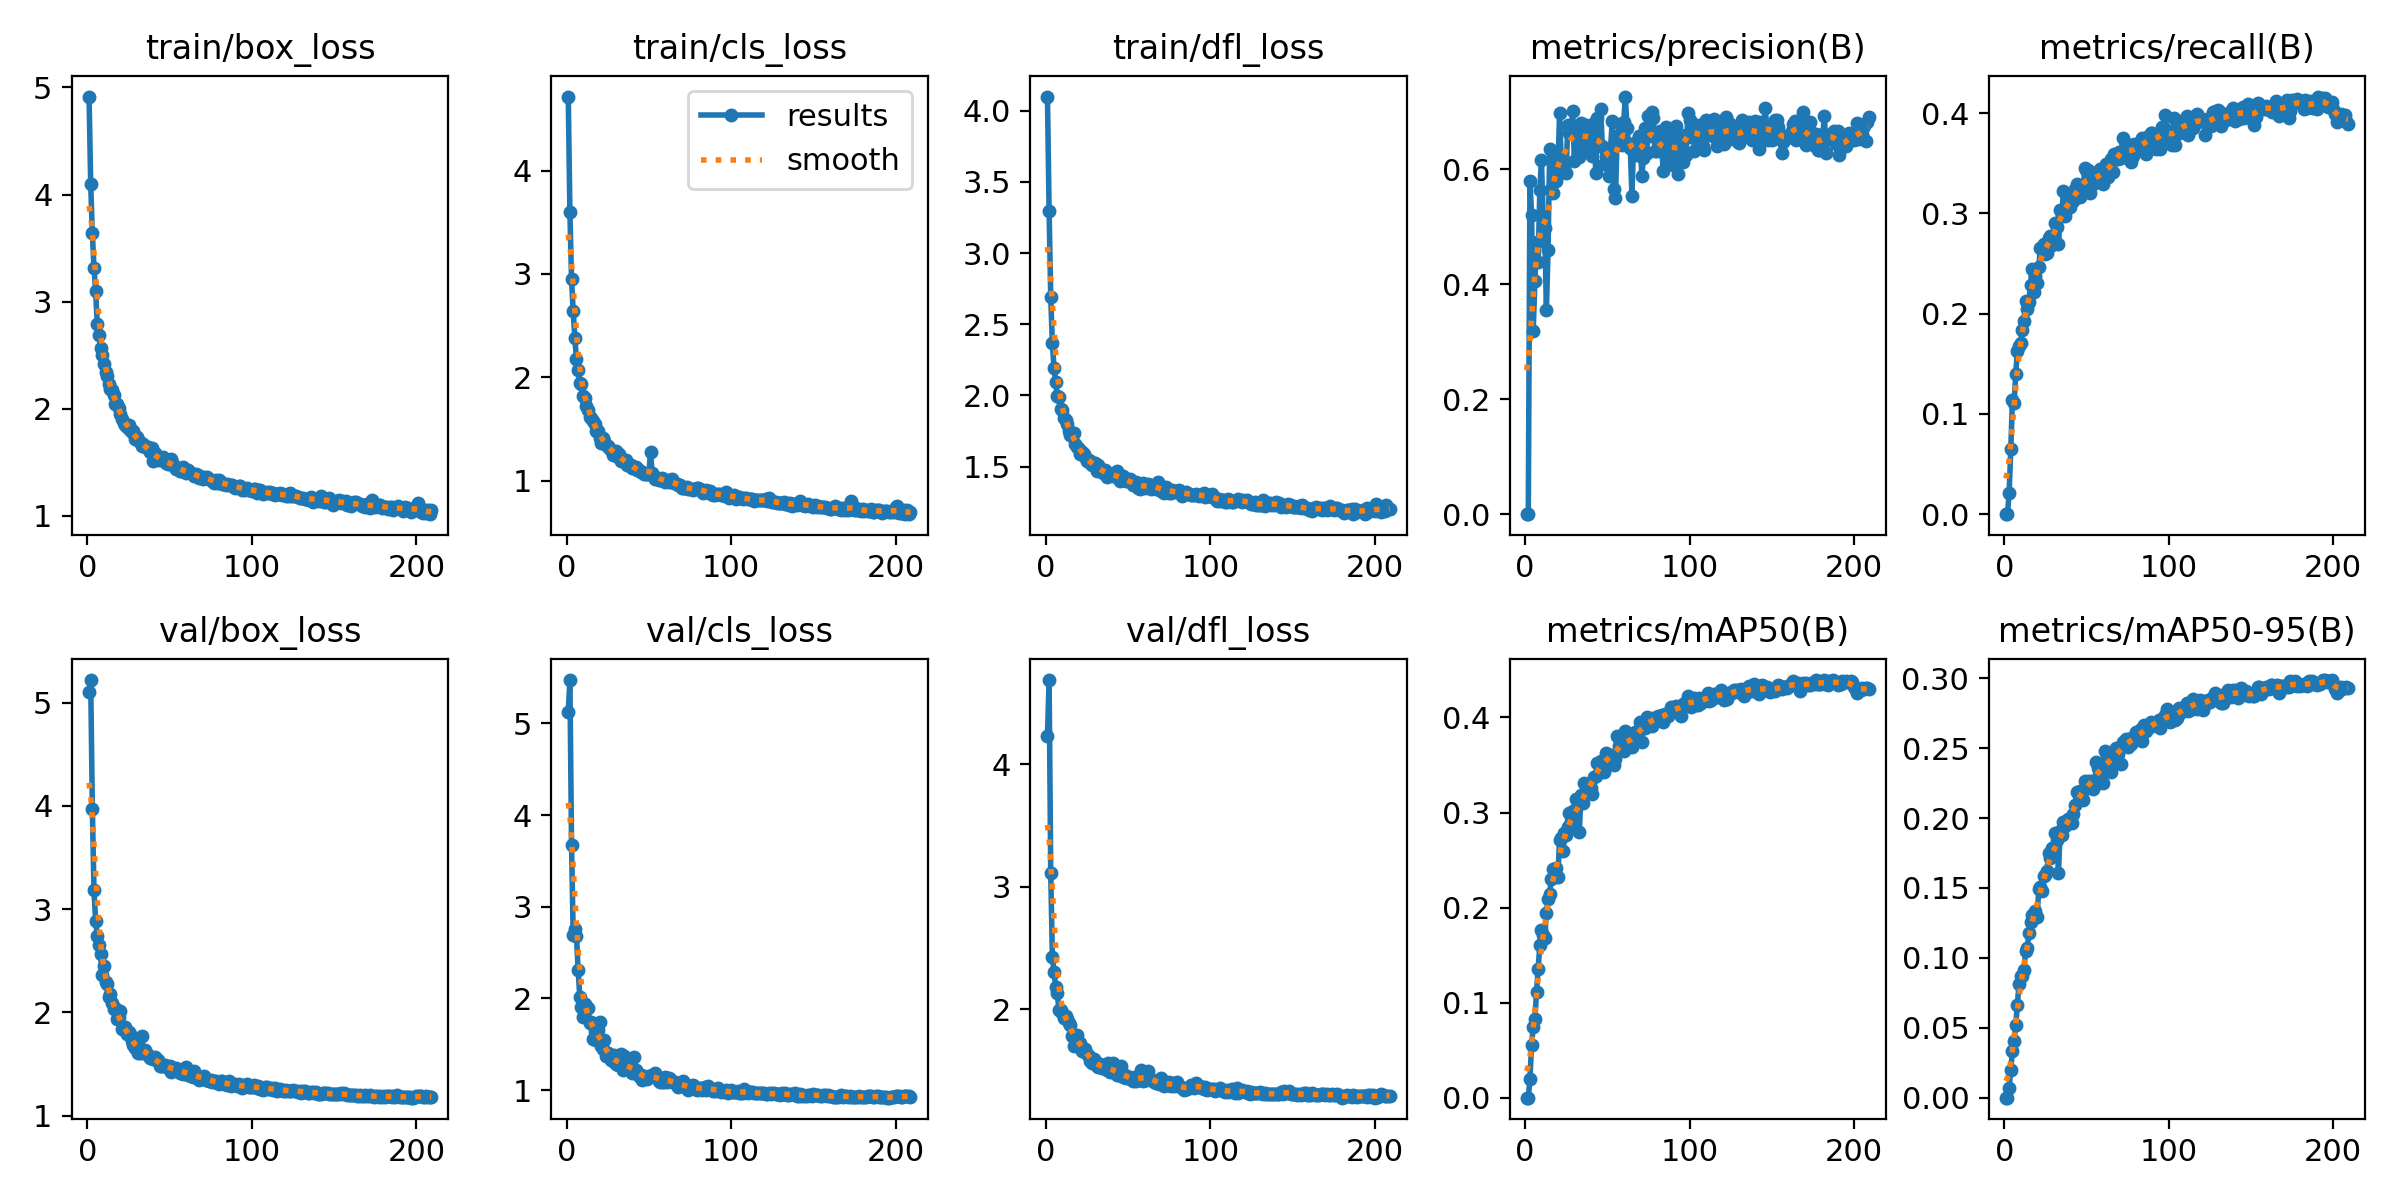 train/box_loss
5
4
3
2
1
0 100 200
train/cls_loss
results
smooth
4
3
2
1
0 100 200
train/dfl_loss
4.0
3.5
3.0
2.5
2.0
1.5
0 100 200
metrics/precision(B)
0.6
0.4
0.2
0.0
0 100 200
metrics/recall(B)
0.4
0.3
0.2
0.1
0.0
0 100 200
val/box_loss
5
4
3
2
1
0 100 200
val/cls_loss
5
4
3
2
1
0 100 200
val/dfl_loss
4
3
2
0 100 200
metrics/mAP50(B)
0.4
0.3
0.2
0.1
0.0
0 100 200
metrics/mAP50-95(B)
0.30
0.25
0.20
0.15
0.10
0.05
0.00
0 100 200